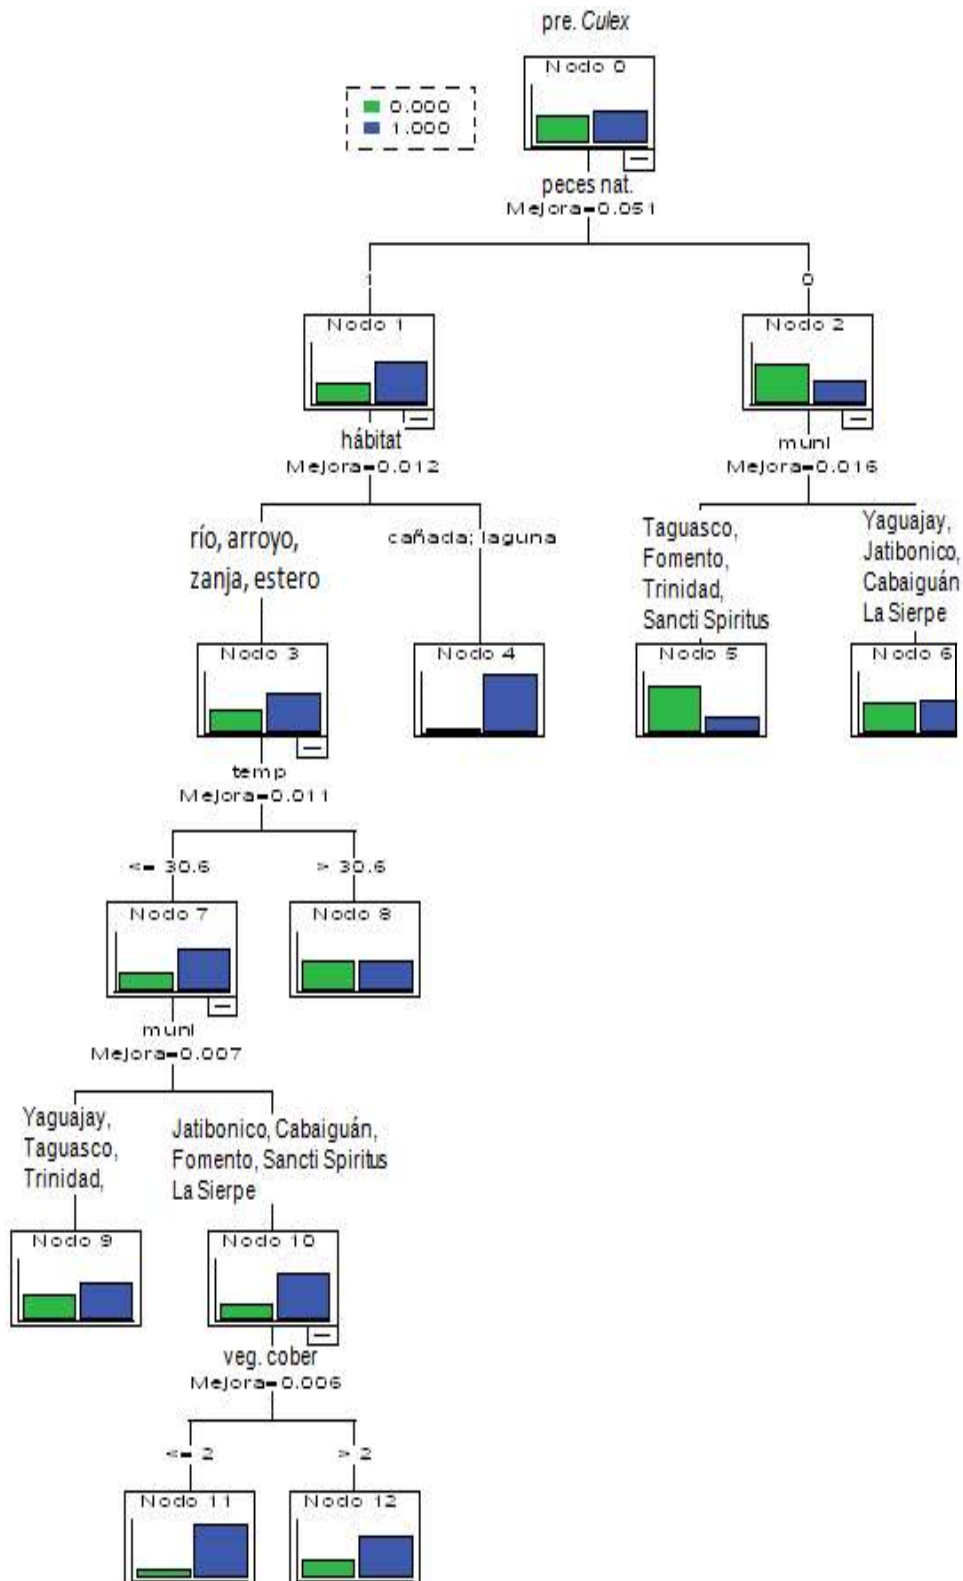 pre. Culex
Nodo 0
0.000
1.000
peces nat.
Mejora=0.051
1
0
Nodo 1
Nodo 2
hábitat
Mejora=0.012
muni
Mejora=0.016
río, arroyo,
zanja, estero
cañada; laguna
Taguasco,
Fomento,
Trinidad,
Sancti Spiritus
Yaguajay,
Jatibonico,
Cabaiguán
La Sierpe
Nodo 3
Nodo 4
Nodo 5
Nodo 6
temp
Mejora=0.011
<= 30.6
> 30.6
Nodo 7
Nodo 8
muni
Mejora=0.007
Yaguajay,
Taguasco,
Trinidad,
Jatibonico, Cabaiguán,
Fomento, Sancti Spiritus
La Sierpe
Nodo 9
Nodo 10
veg. cober
Mejora=0.006
<= 2
> 2
Nodo 11
Nodo 12